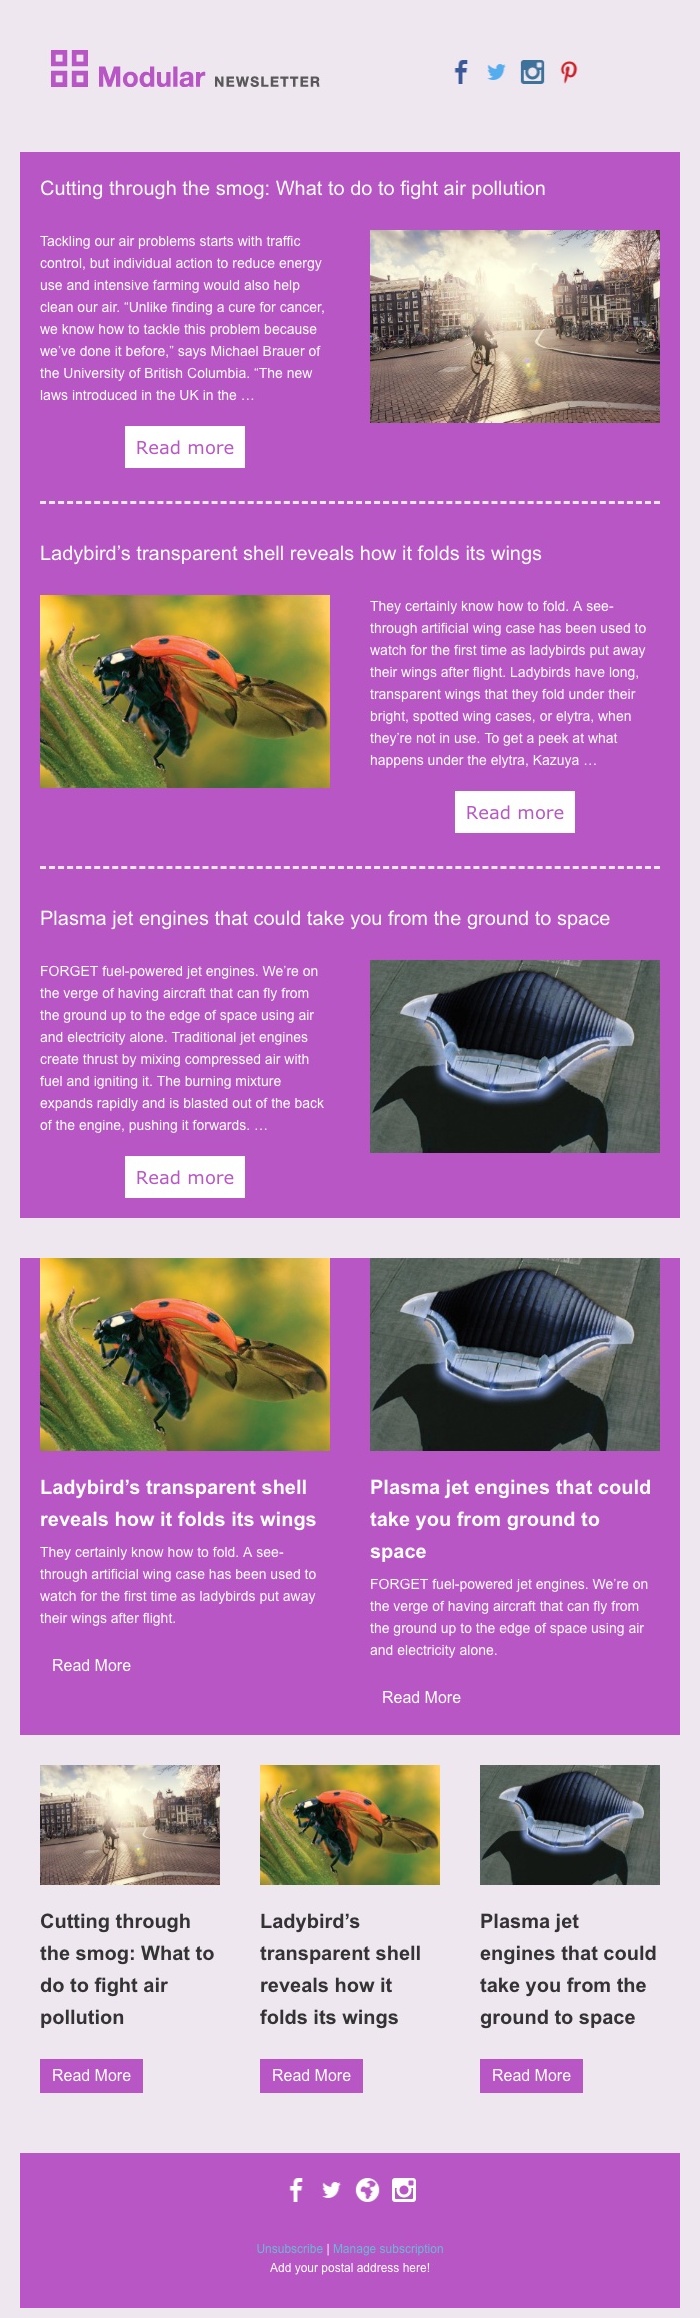 Modular NEWSLETTER
Cutting through the smog: What to do to fight air pollution
Tackling our air problems starts with traffic
control, but individual action to reduce energy
use and intensive farming would also help
clean our air. “Unlike finding a cure for cancer,
we know how to tackle this problem because
we’ve done it before,” says Michael Brauer of
the University of British Columbia. “The new
laws introduced in the UK in the …
Read more
Ladybird’s transparent shell reveals how it folds its wings
They certainly know how to fold. A see-
through artificial wing case has been used to
watch for the first time as ladybirds put away
their wings after flight. Ladybirds have long,
transparent wings that they fold under their
bright, spotted wing cases, or elytra, when
they’re not in use. To get a peek at what
happens under the elytra, Kazuya …
Read more
Plasma jet engines that could take you from the ground to space
FORGET fuel-powered jet engines. We’re on
the verge of having aircraft that can fly from
the ground up to the edge of space using air
and electricity alone. Traditional jet engines
create thrust by mixing compressed air with
fuel and igniting it. The burning mixture
expands rapidly and is blasted out of the back
of the engine, pushing it forwards. …
Read more
Ladybird’s transparent shell
reveals how it folds its wings
They certainly know how to fold. A see-
through artificial wing case has been used to
watch for the first time as ladybirds put away
their wings after flight.
Read More
Plasma jet engines that could
take you from ground to
space
FORGET fuel-powered jet engines. We’re on
the verge of having aircraft that can fly from
the ground up to the edge of space using air
and electricity alone.
Read More
Cutting through
the smog: What to
do to fight air
pollution
Read More
Ladybird’s
transparent shell
reveals how it
folds its wings
Read More
Plasma jet
engines that could
take you from the
ground to space
Read More
Unsubscribe | Manage subscription
Add your postal address here!